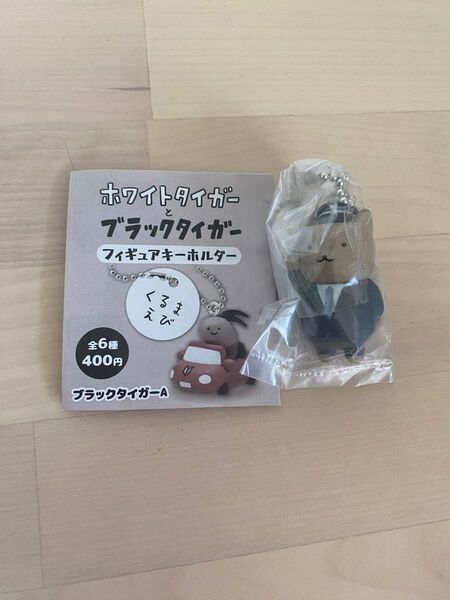 ホワイトタイガー
と
ブラックタイガー
フィギュアキーホルダー
くるま
えび
全6種
400円
ブラックタイガーA